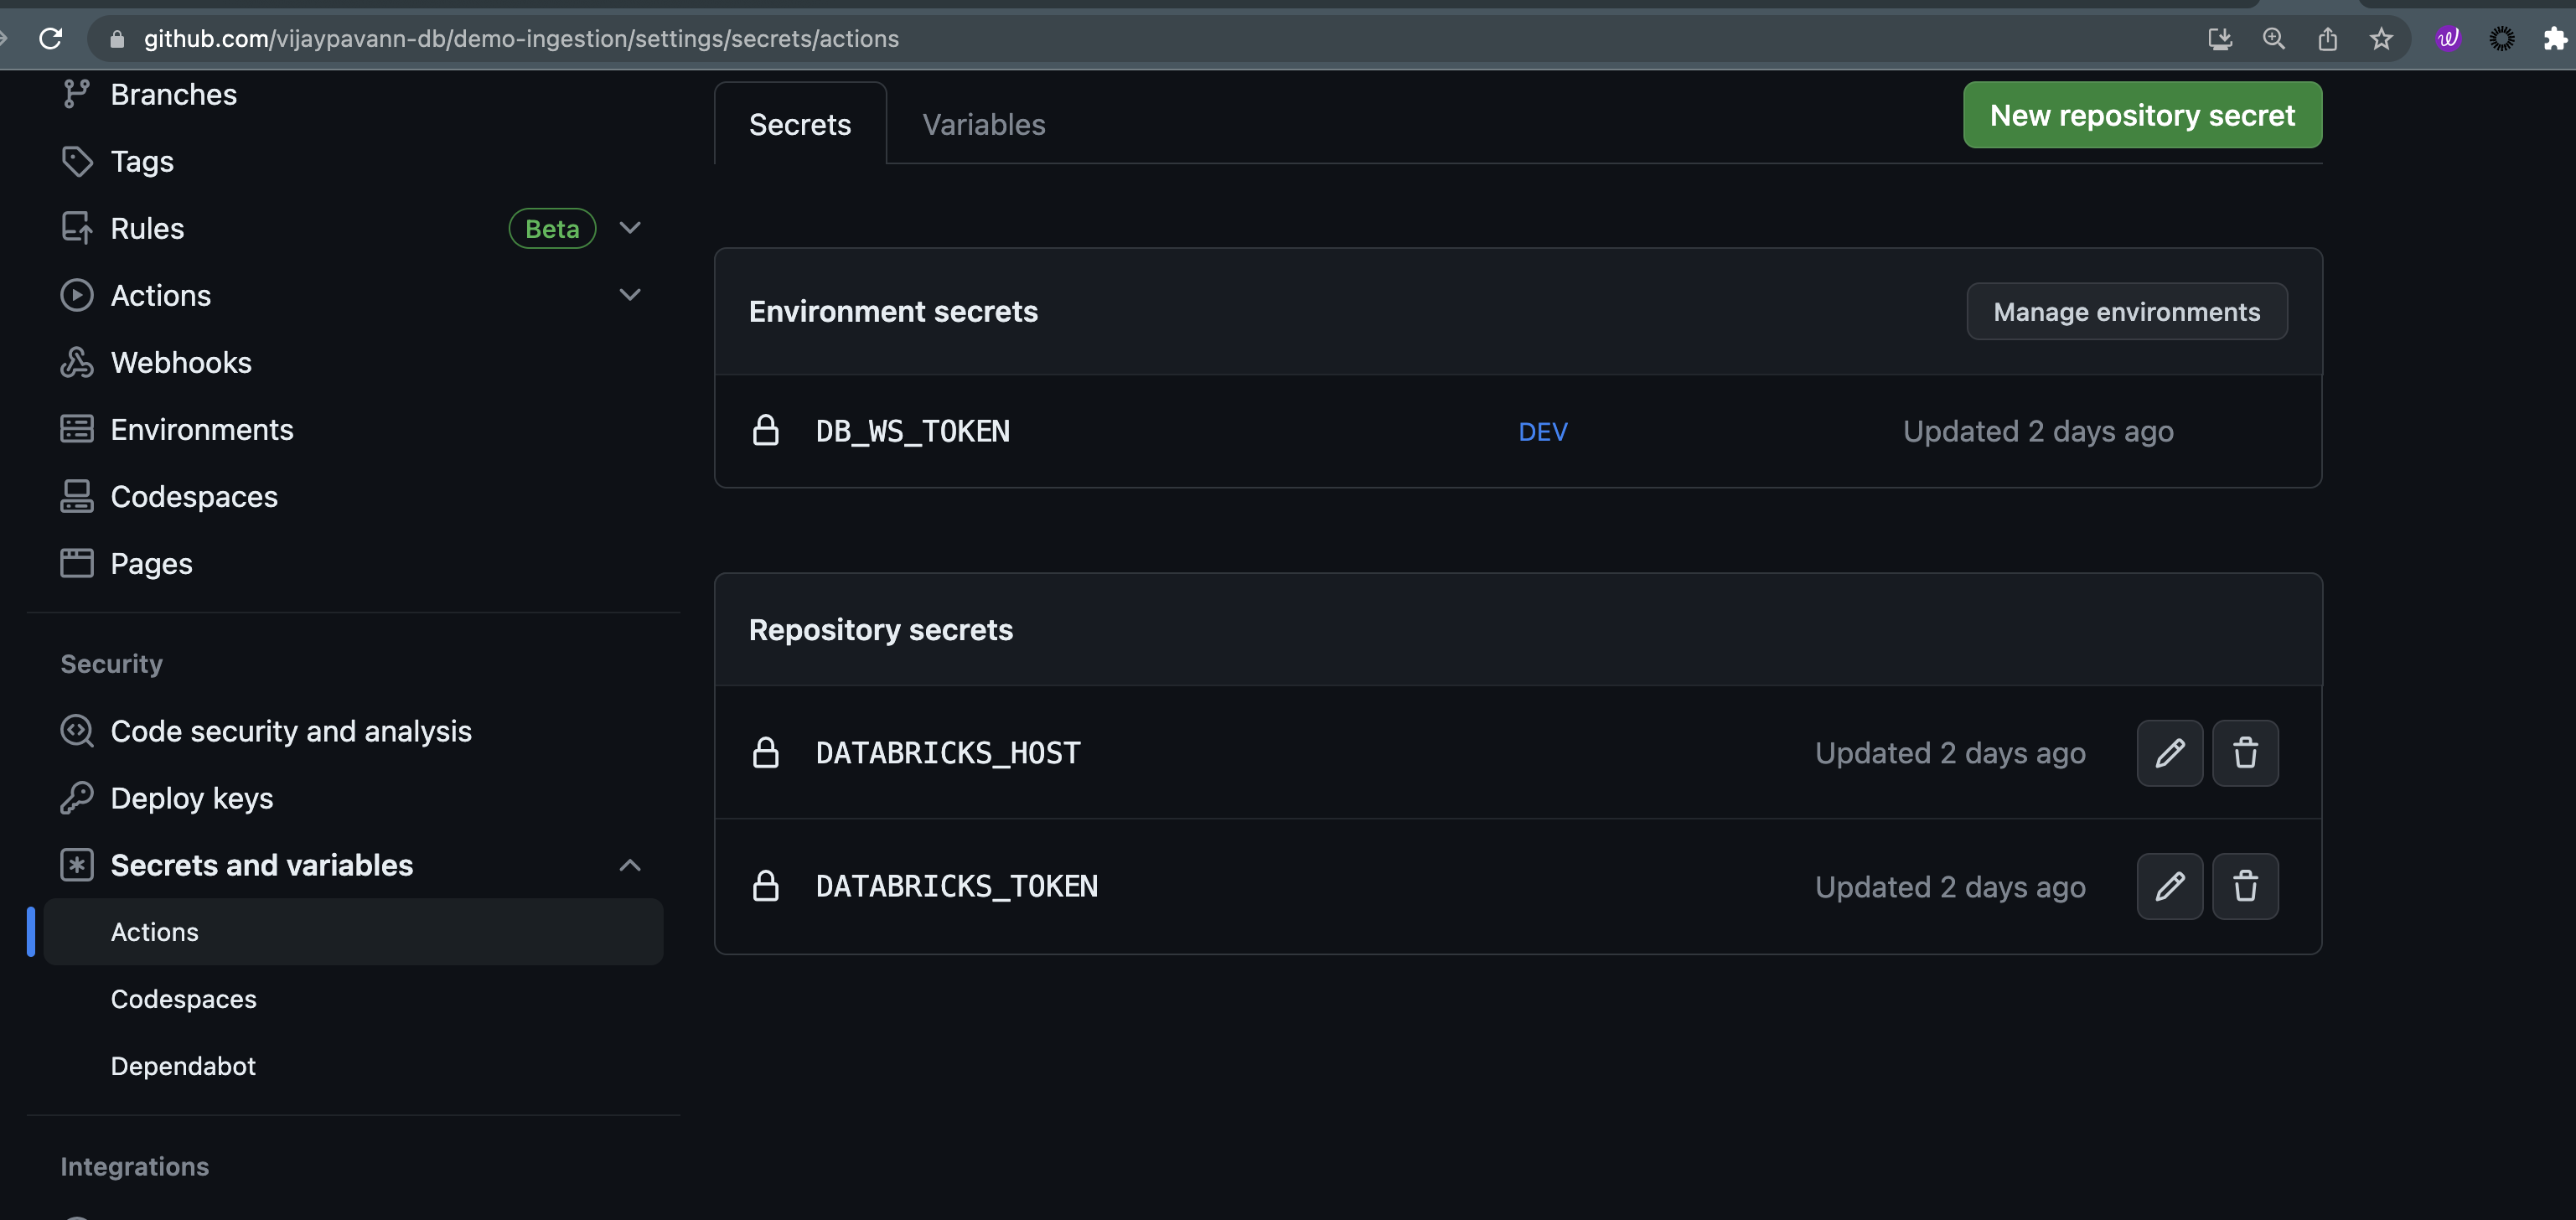 github.com/vijaypavann-db/demo-ingestion/settings/secrets/actions
Branches
Tags
Rules Beta
Actions
Webhooks
Environments
Codespaces
Pages
Security
Code security and analysis
Deploy keys
Secrets and variables
Actions
Codespaces
Dependabot
Integrations
Secrets Variables
New repository secret
Environment secrets
Manage environments
DB_WS_TOKEN DEV Updated 2 days ago
Repository secrets
DATABRICKS_HOST Updated 2 days ago
DATABRICKS_TOKEN Updated 2 days ago